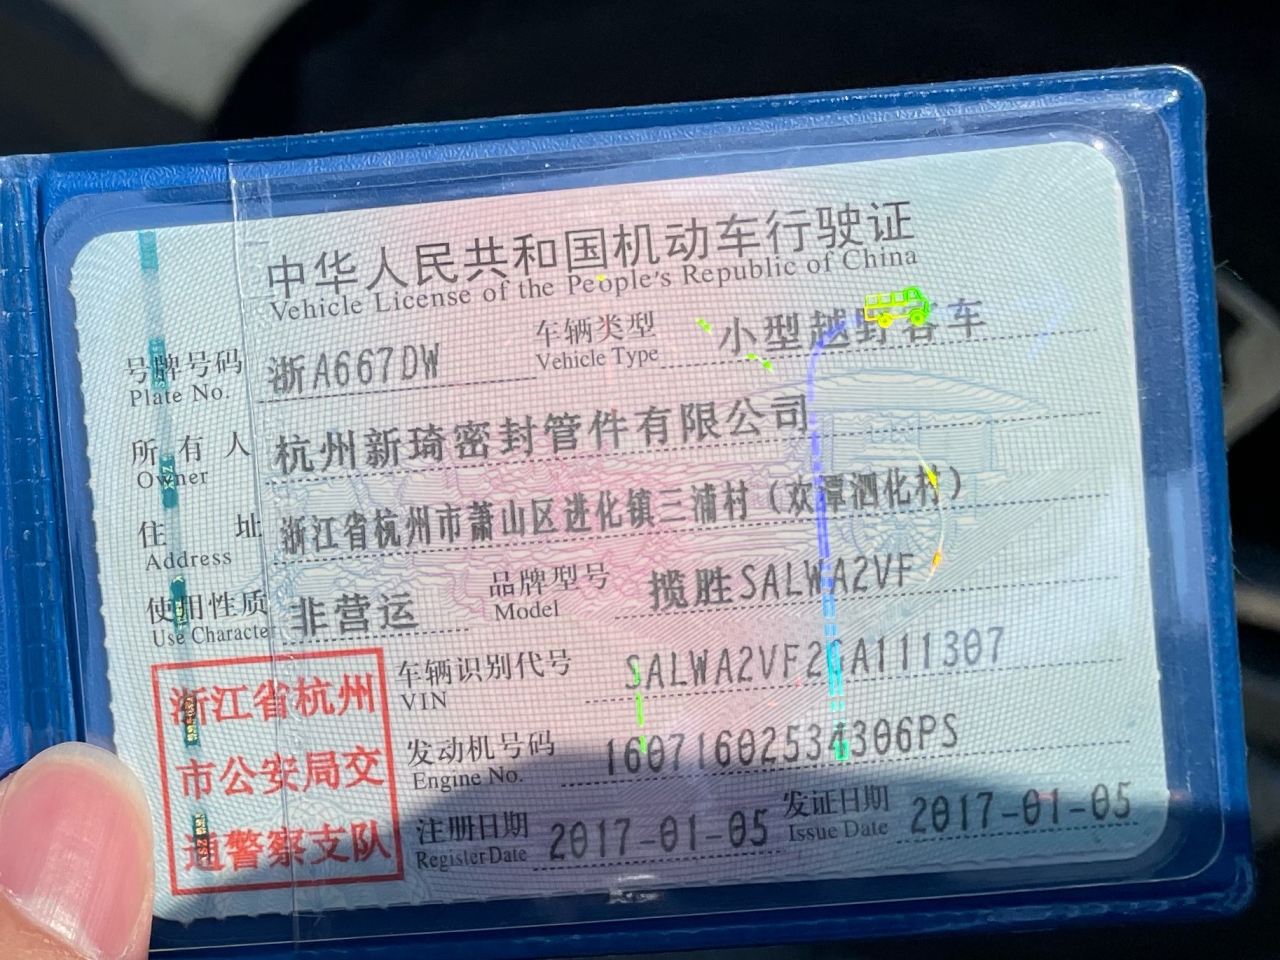 中华人民共和国机动车行驶证
Vehicle License of the People's Republic of China
号牌号码 浙A667DW 车辆类型 小型越野客车
Plate No. Vehicle Type
所有人 杭州新琦密封管件有限公司
Owner
住址 浙江省杭州市萧山区进化镇三浦村（欢潭泗化村）
Address
使用性质 非营运 品牌型号 揽胜SALWA2VF
Use Character Model
车辆识别代号 SALWA2VF2GA111307
VIN
发动机号码
Engine No.
注册日期 2017-01-05 发证日期 2017-01-05
Register Date Issue Date
浙江省杭州
市公安局交
通警察支队